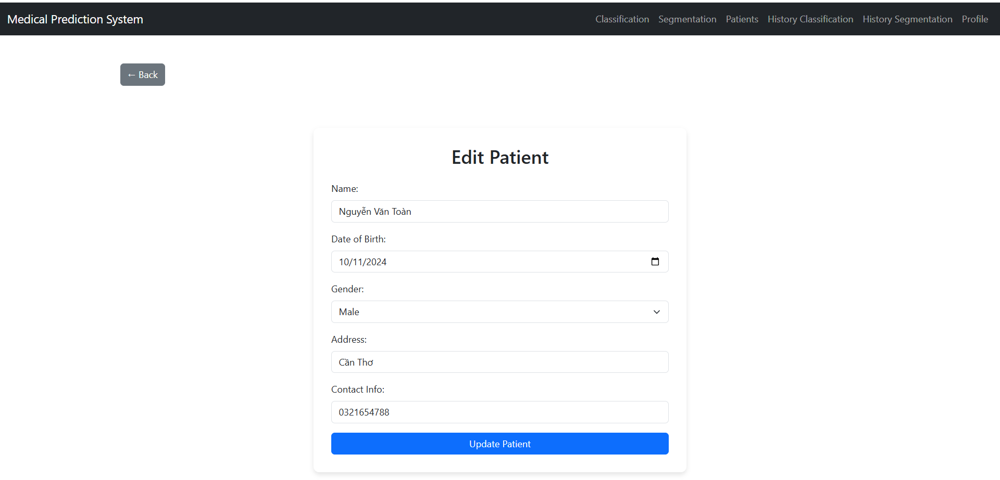 Medical Prediction System
Classification Segmentation Patients History Classification History Segmentation Profile
← Back
Edit Patient
Name:
Nguyễn Văn Toàn
Date of Birth:
10/11/2024
Gender:
Male
Address:
Cần Thơ
Contact Info:
0321654788
Update Patient